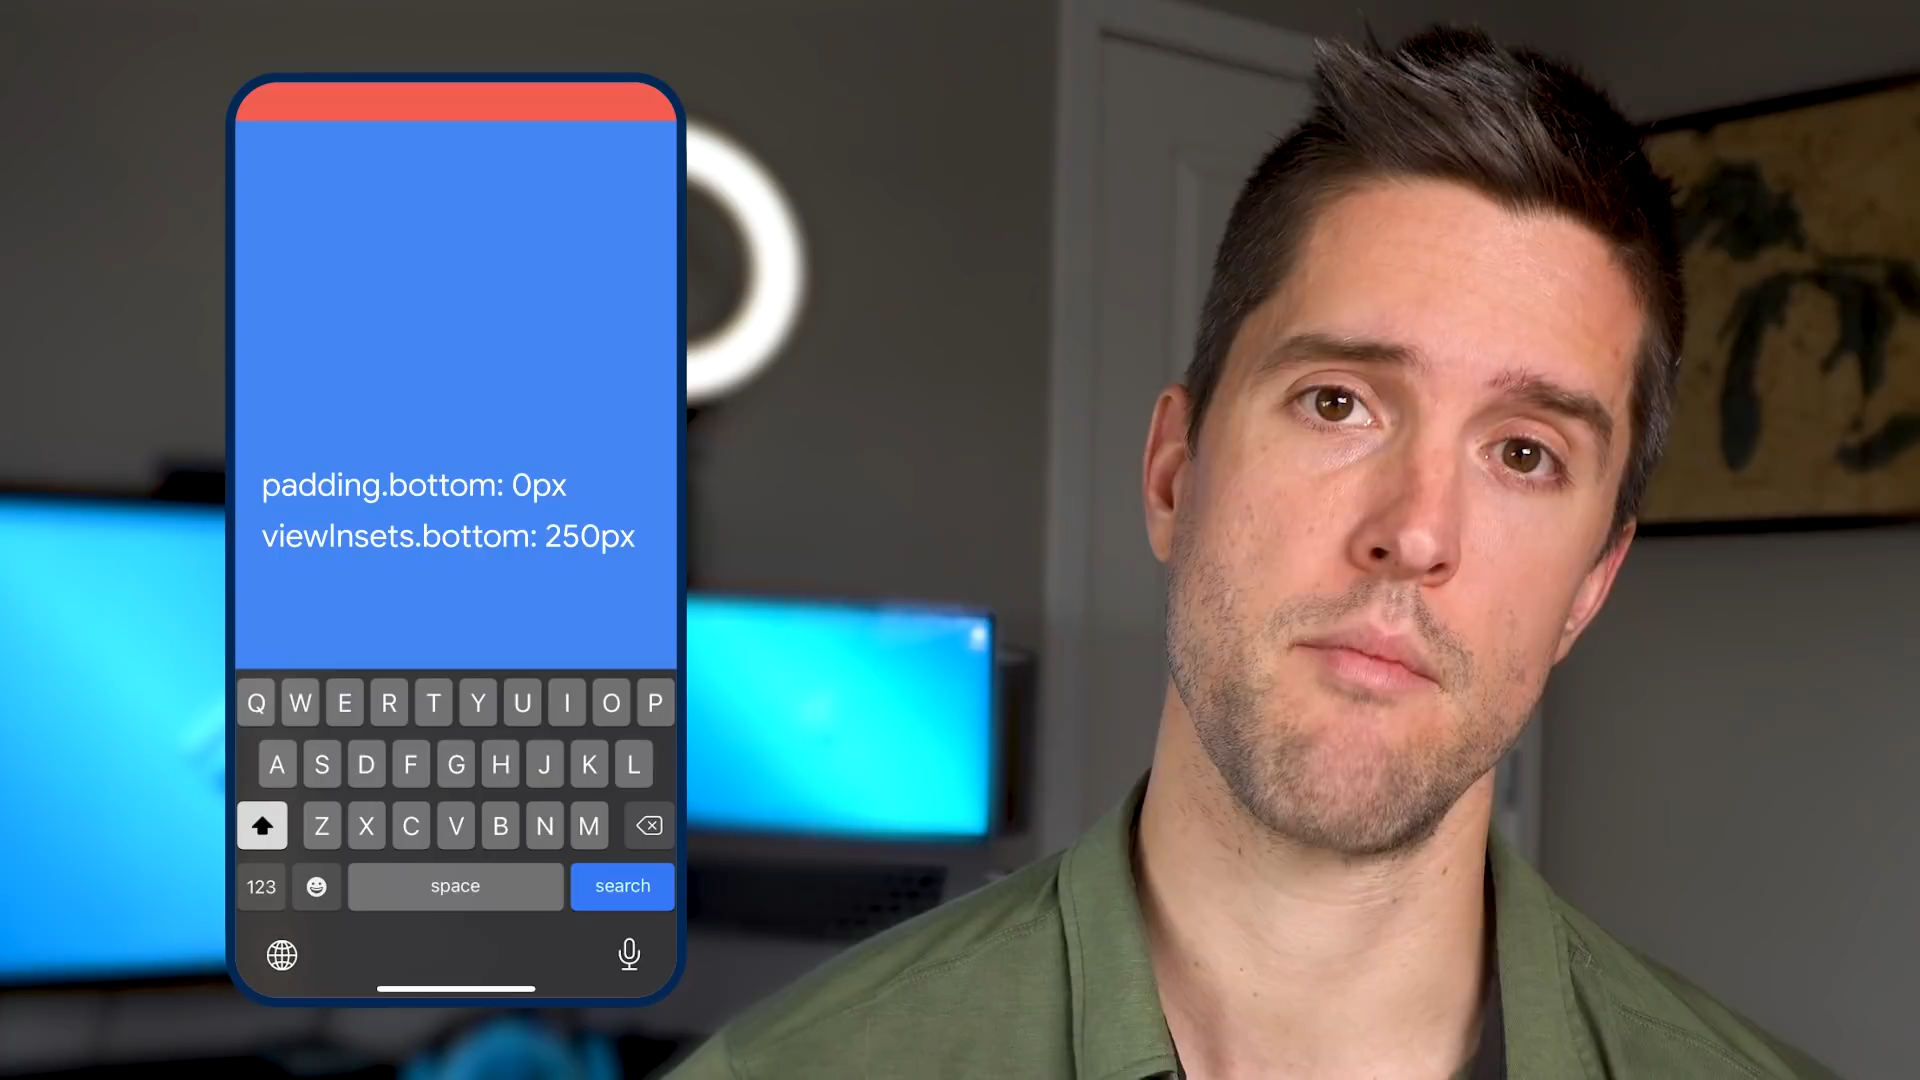 padding.bottom: 0px
viewInsets.bottom: 250px
Q W E R T Y U I O P
A S D F G H J K L
Z X C V B N M
123 space search